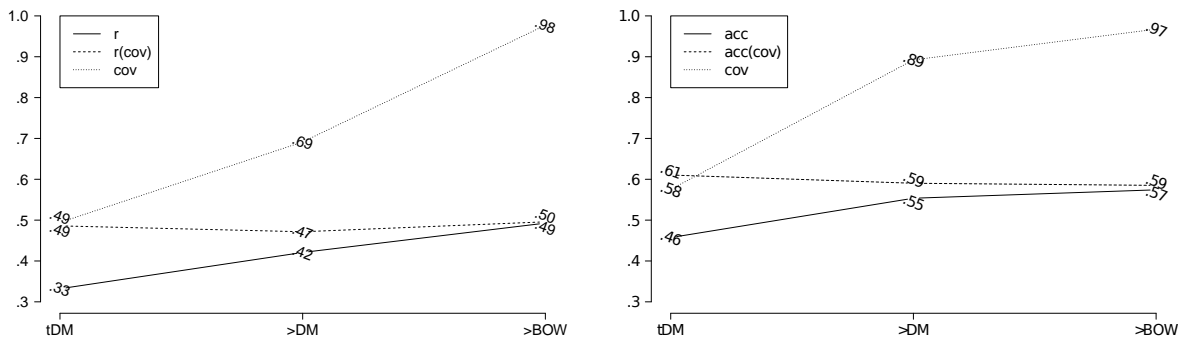 1.0
.9
.8
.7
.6
.5
.4
.3
r
r(cov)
cov
.49
.49
.33
.69
.47
.42
.98
.50
.49
tDM
>DM
>BOW
1.0
.9
.8
.7
.6
.5
.4
.3
acc
acc(cov)
cov
.61
.58
.46
.89
.59
.55
.97
.59
.57
tDM
>DM
>BOW